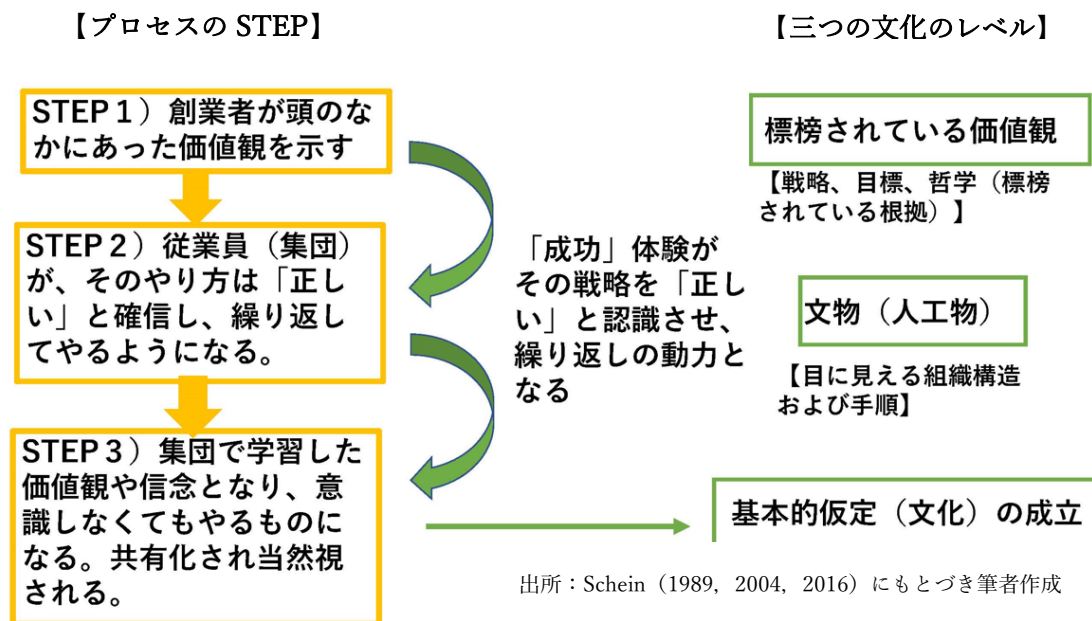 【プロセスの STEP】
【三つの文化のレベル】
STEP１）創業者が頭のな
かにあった価値観を示す
STEP２）従業員（集団）
が、そのやり方は「正し
い」と確信し、繰り返し
てやるようになる。
STEP３）集団で学習した
価値観や信念となり、意
識しなくてもやるものに
なる。共有化され当然視
される。
「成功」体験が
その戦略を「正し
い」と認識させ、
繰り返しの動力と
なる
標榜されている価値観
【戦略、目標、哲学（標榜
されている根拠）】
文物（人工物）
【目に見える組織構造
および手順】
基本的仮定（文化）の成立
出所：Schein（1989，2004，2016）にもとづき筆者作成